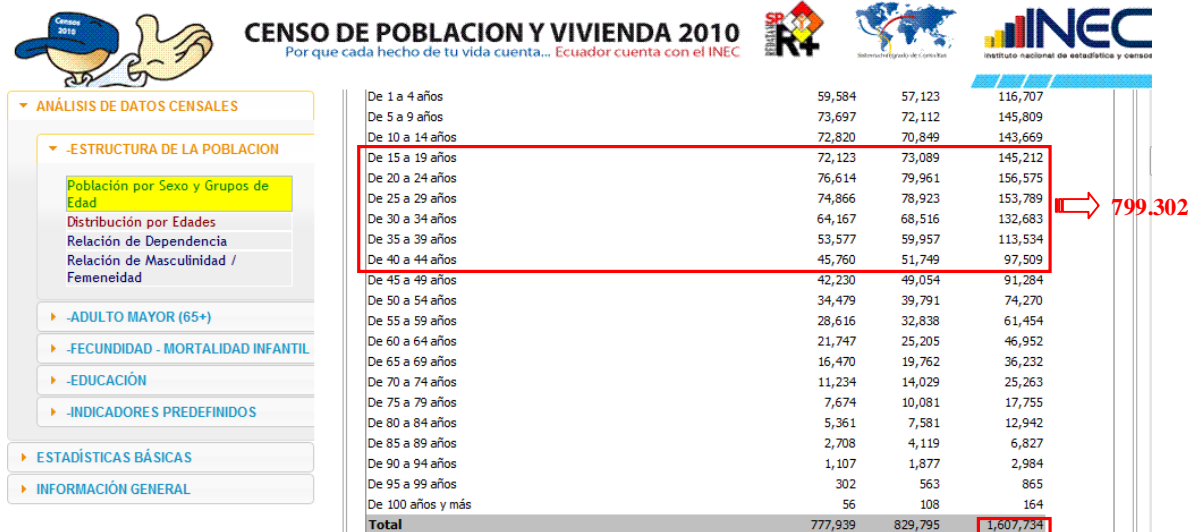 Censos
2010
CENSO DE POBLACION Y VIVIENDA 2010
Por que cada hecho de tu vida cuenta... Ecuador cuenta con el INEC
REDATAM
SP
R+
Sistema Integrado de Consultas
INEC
instituto nacional de estadística y censos
ANÁLISIS DE DATOS CENSALES
-ESTRUCTURA DE LA POBLACION
Población por Sexo y Grupos de
Edad
Distribución por Edades
Relación de Dependencia
Relación de Masculinidad /
Femeneidad
-ADULTO MAYOR (65+)
-FECUNDIDAD - MORTALIDAD INFANTIL
-EDUCACIÓN
-INDICADORES PREDEFINIDOS
ESTADÍSTICAS BÁSICAS
INFORMACIÓN GENERAL
De 1 a 4 años 59,584 57,123 116,707
De 5 a 9 años 73,697 72,112 145,809
De 10 a 14 años 72,820 70,849 143,669
De 15 a 19 años 72,123 73,089 145,212
De 20 a 24 años 76,614 79,961 156,575
De 25 a 29 años 74,866 78,923 153,789
De 30 a 34 años 64,167 68,516 132,683
De 35 a 39 años 53,577 59,957 113,534
De 40 a 44 años 45,760 51,749 97,509
799.302
De 45 a 49 años 42,230 49,054 91,284
De 50 a 54 años 34,479 39,791 74,270
De 55 a 59 años 28,616 32,838 61,454
De 60 a 64 años 21,747 25,205 46,952
De 65 a 69 años 16,470 19,762 36,232
De 70 a 74 años 11,234 14,029 25,263
De 75 a 79 años 7,674 10,081 17,755
De 80 a 84 años 5,361 7,581 12,942
De 85 a 89 años 2,708 4,119 6,827
De 90 a 94 años 1,107 1,877 2,984
De 95 a 99 años 302 563 865
De 100 años y más 56 108 164
Total 777,939 829,795 1,607,734